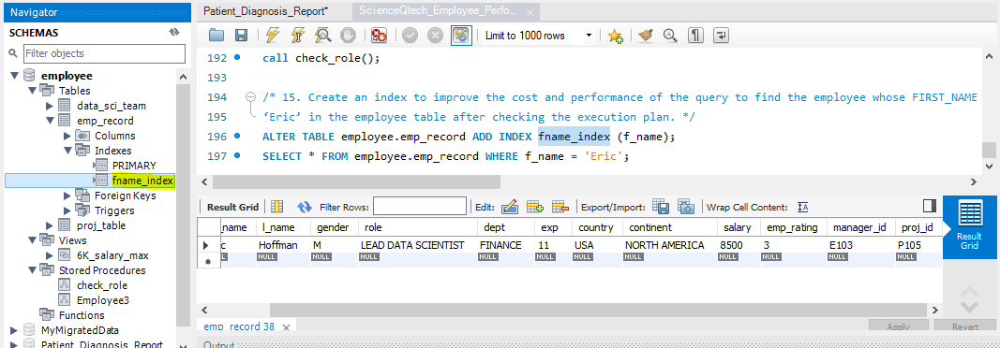 Navigator
Patient_Diagnosis_Report*
ScienceQtech_Employee_Perfo...
SCHEMAS
Filter objects
employee
Tables
data_sci_team
emp_record
Columns
Indexes
PRIMARY
fname_index
Foreign Keys
Triggers
proj_table
Views
6K_salary_max
Stored Procedures
check_role
Employee3
Functions
MyMigratedData
Patient_Diagnosis_Report
Limit to 1000 rows
192 call check_role();
193
194 /* 15. Create an index to improve the cost and performance of the query to find the employee whose FIRST_NAME
195 ‘Eric’ in the employee table after checking the execution plan. */
196 ALTER TABLE employee.emp_record ADD INDEX fname_index (f_name);
197 SELECT * FROM employee.emp_record WHERE f_name = 'Eric';
Result Grid Filter Rows: Edit: Export/Import: Wrap Cell Content: IA
_name l_name gender role dept exp country continent salary emp_rating manager_id proj_id
c Hoffman M LEAD DATA SCIENTIST FINANCE 11 USA NORTH AMERICA 8500 3 E103 P105
NULL NULL NULL NULL NULL NULL NULL NULL NULL NULL NULL NULL
Result
Grid
emp_record 38
Apply Revert
Output